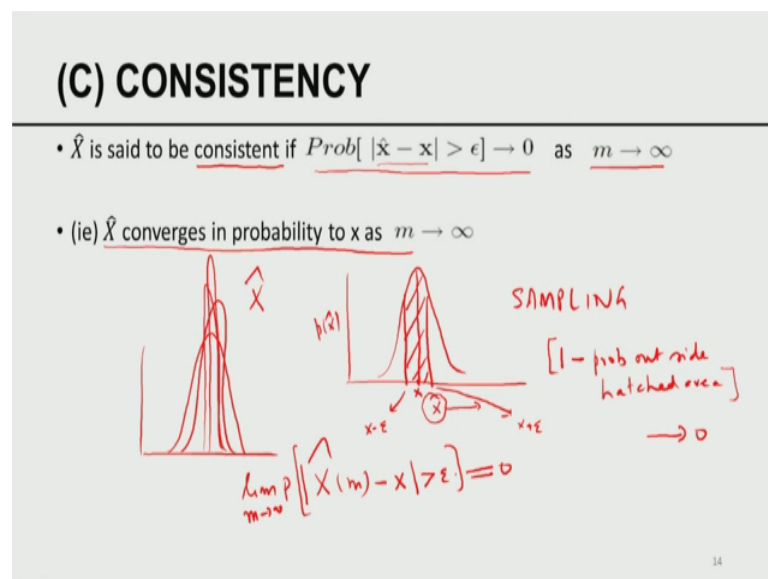 (C) CONSISTENCY
• X̂ is said to be consistent if Prob[ |x̂ − x| > ϵ] → 0 as m → ∞
• (ie) X̂ converges in probability to x as m → ∞
X̂
p(x̂)
SAMPLING
[1 − prob out side
hatched area]
→ 0
x-ε
x
x̂
x+ε
lim P[|X̂(m) − x| > ε] = 0
m→∞
14